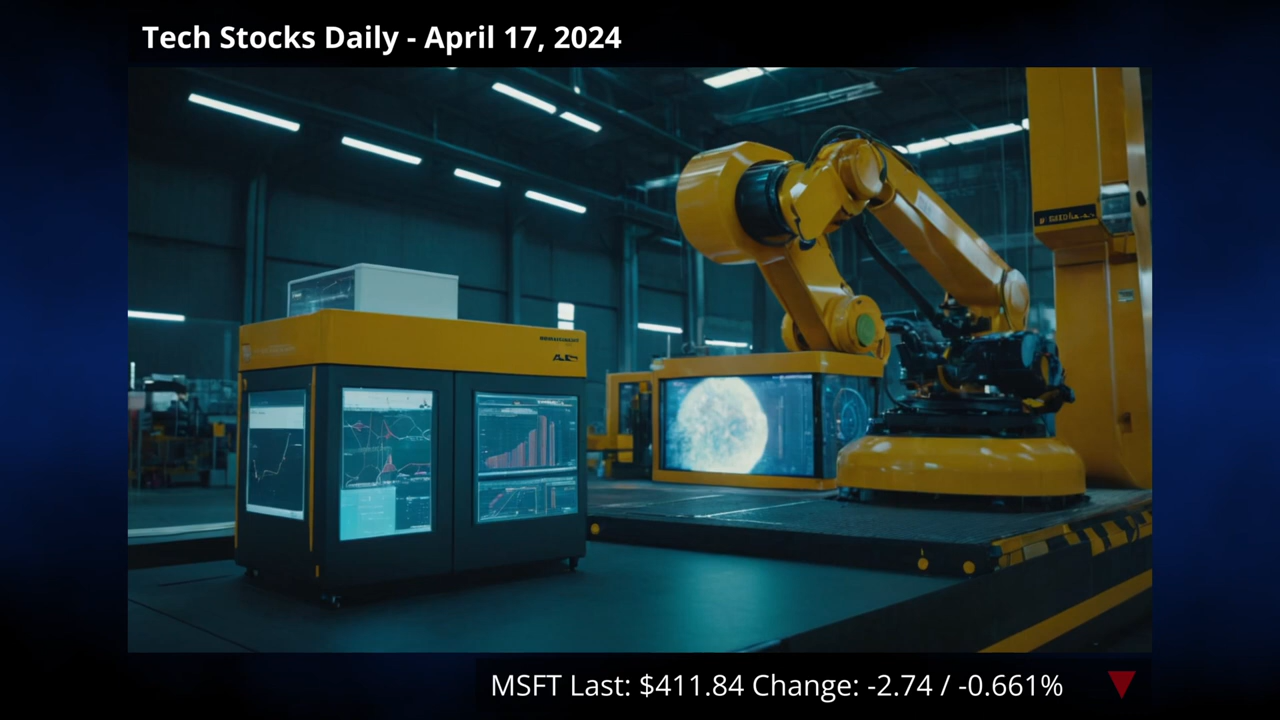 Tech Stocks Daily - April 17, 2024
MSFT Last: $411.84 Change: -2.74 / -0.661%